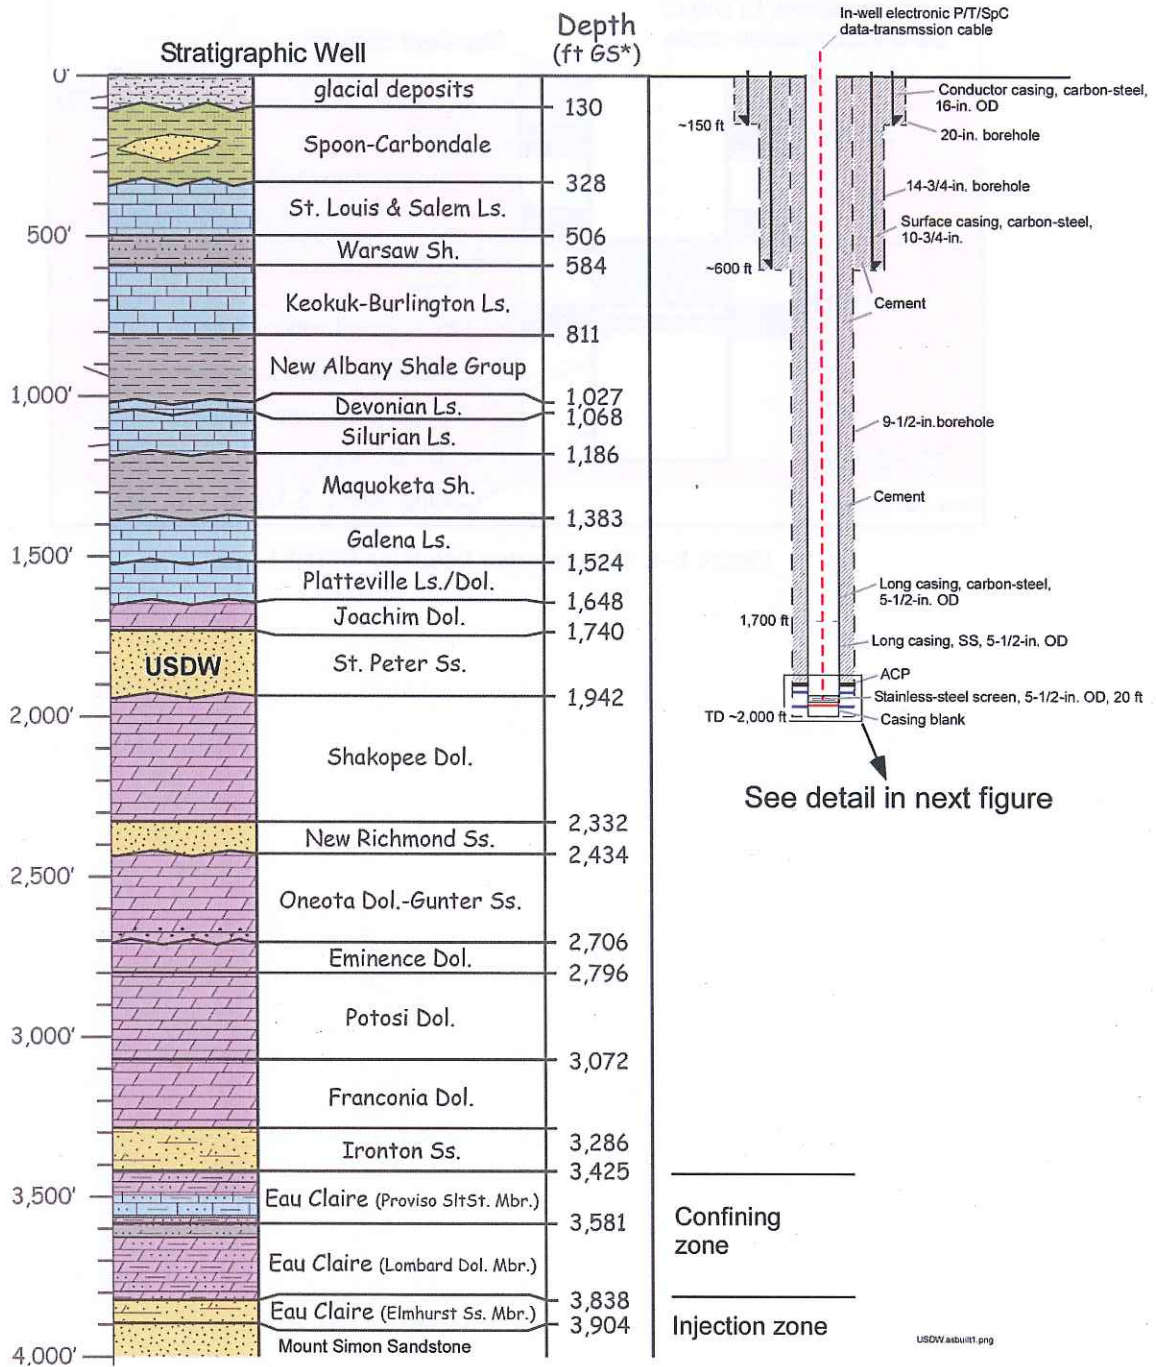 Stratigraphic Well
Depth
(ft GS*)
0'
500'
1,000'
1,500'
2,000'
2,500'
3,000'
3,500'
4,000'
glacial deposits
130
Spoon-Carbondale
328
St. Louis & Salem Ls.
506
Warsaw Sh.
584
Keokuk-Burlington Ls.
811
New Albany Shale Group
1,027
Devonian Ls.
1,068
Silurian Ls.
1,186
Maquoketa Sh.
1,383
Galena Ls.
1,524
Platteville Ls./Dol.
1,648
Joachim Dol.
1,740
USDW
St. Peter Ss.
1,942
Shakopee Dol.
2,332
New Richmond Ss.
2,434
Oneota Dol.-Gunter Ss.
2,706
Eminence Dol.
2,796
Potosi Dol.
3,072
Franconia Dol.
3,286
Ironton Ss.
3,425
Eau Claire (Proviso SltSt. Mbr.)
3,581
Eau Claire (Lombard Dol. Mbr.)
3,838
Eau Claire (Elmhurst Ss. Mbr.)
3,904
Mount Simon Sandstone
In-well electronic P/T/SpC
data-transmssion cable
Conductor casing, carbon-steel,
16-in. OD
~150 ft
20-in. borehole
14-3/4-in. borehole
Surface casing, carbon-steel,
10-3/4-in.
~600 ft
Cement
9-1/2-in.borehole
Cement
Long casing, carbon-steel,
5-1/2-in. OD
1,700 ft
Long casing, SS, 5-1/2-in. OD
ACP
Stainless-steel screen, 5-1/2-in. OD, 20 ft
TD ~2,000 ft
Casing blank
See detail in next figure
Confining
zone
Injection zone
USDW.asbuilt1.png